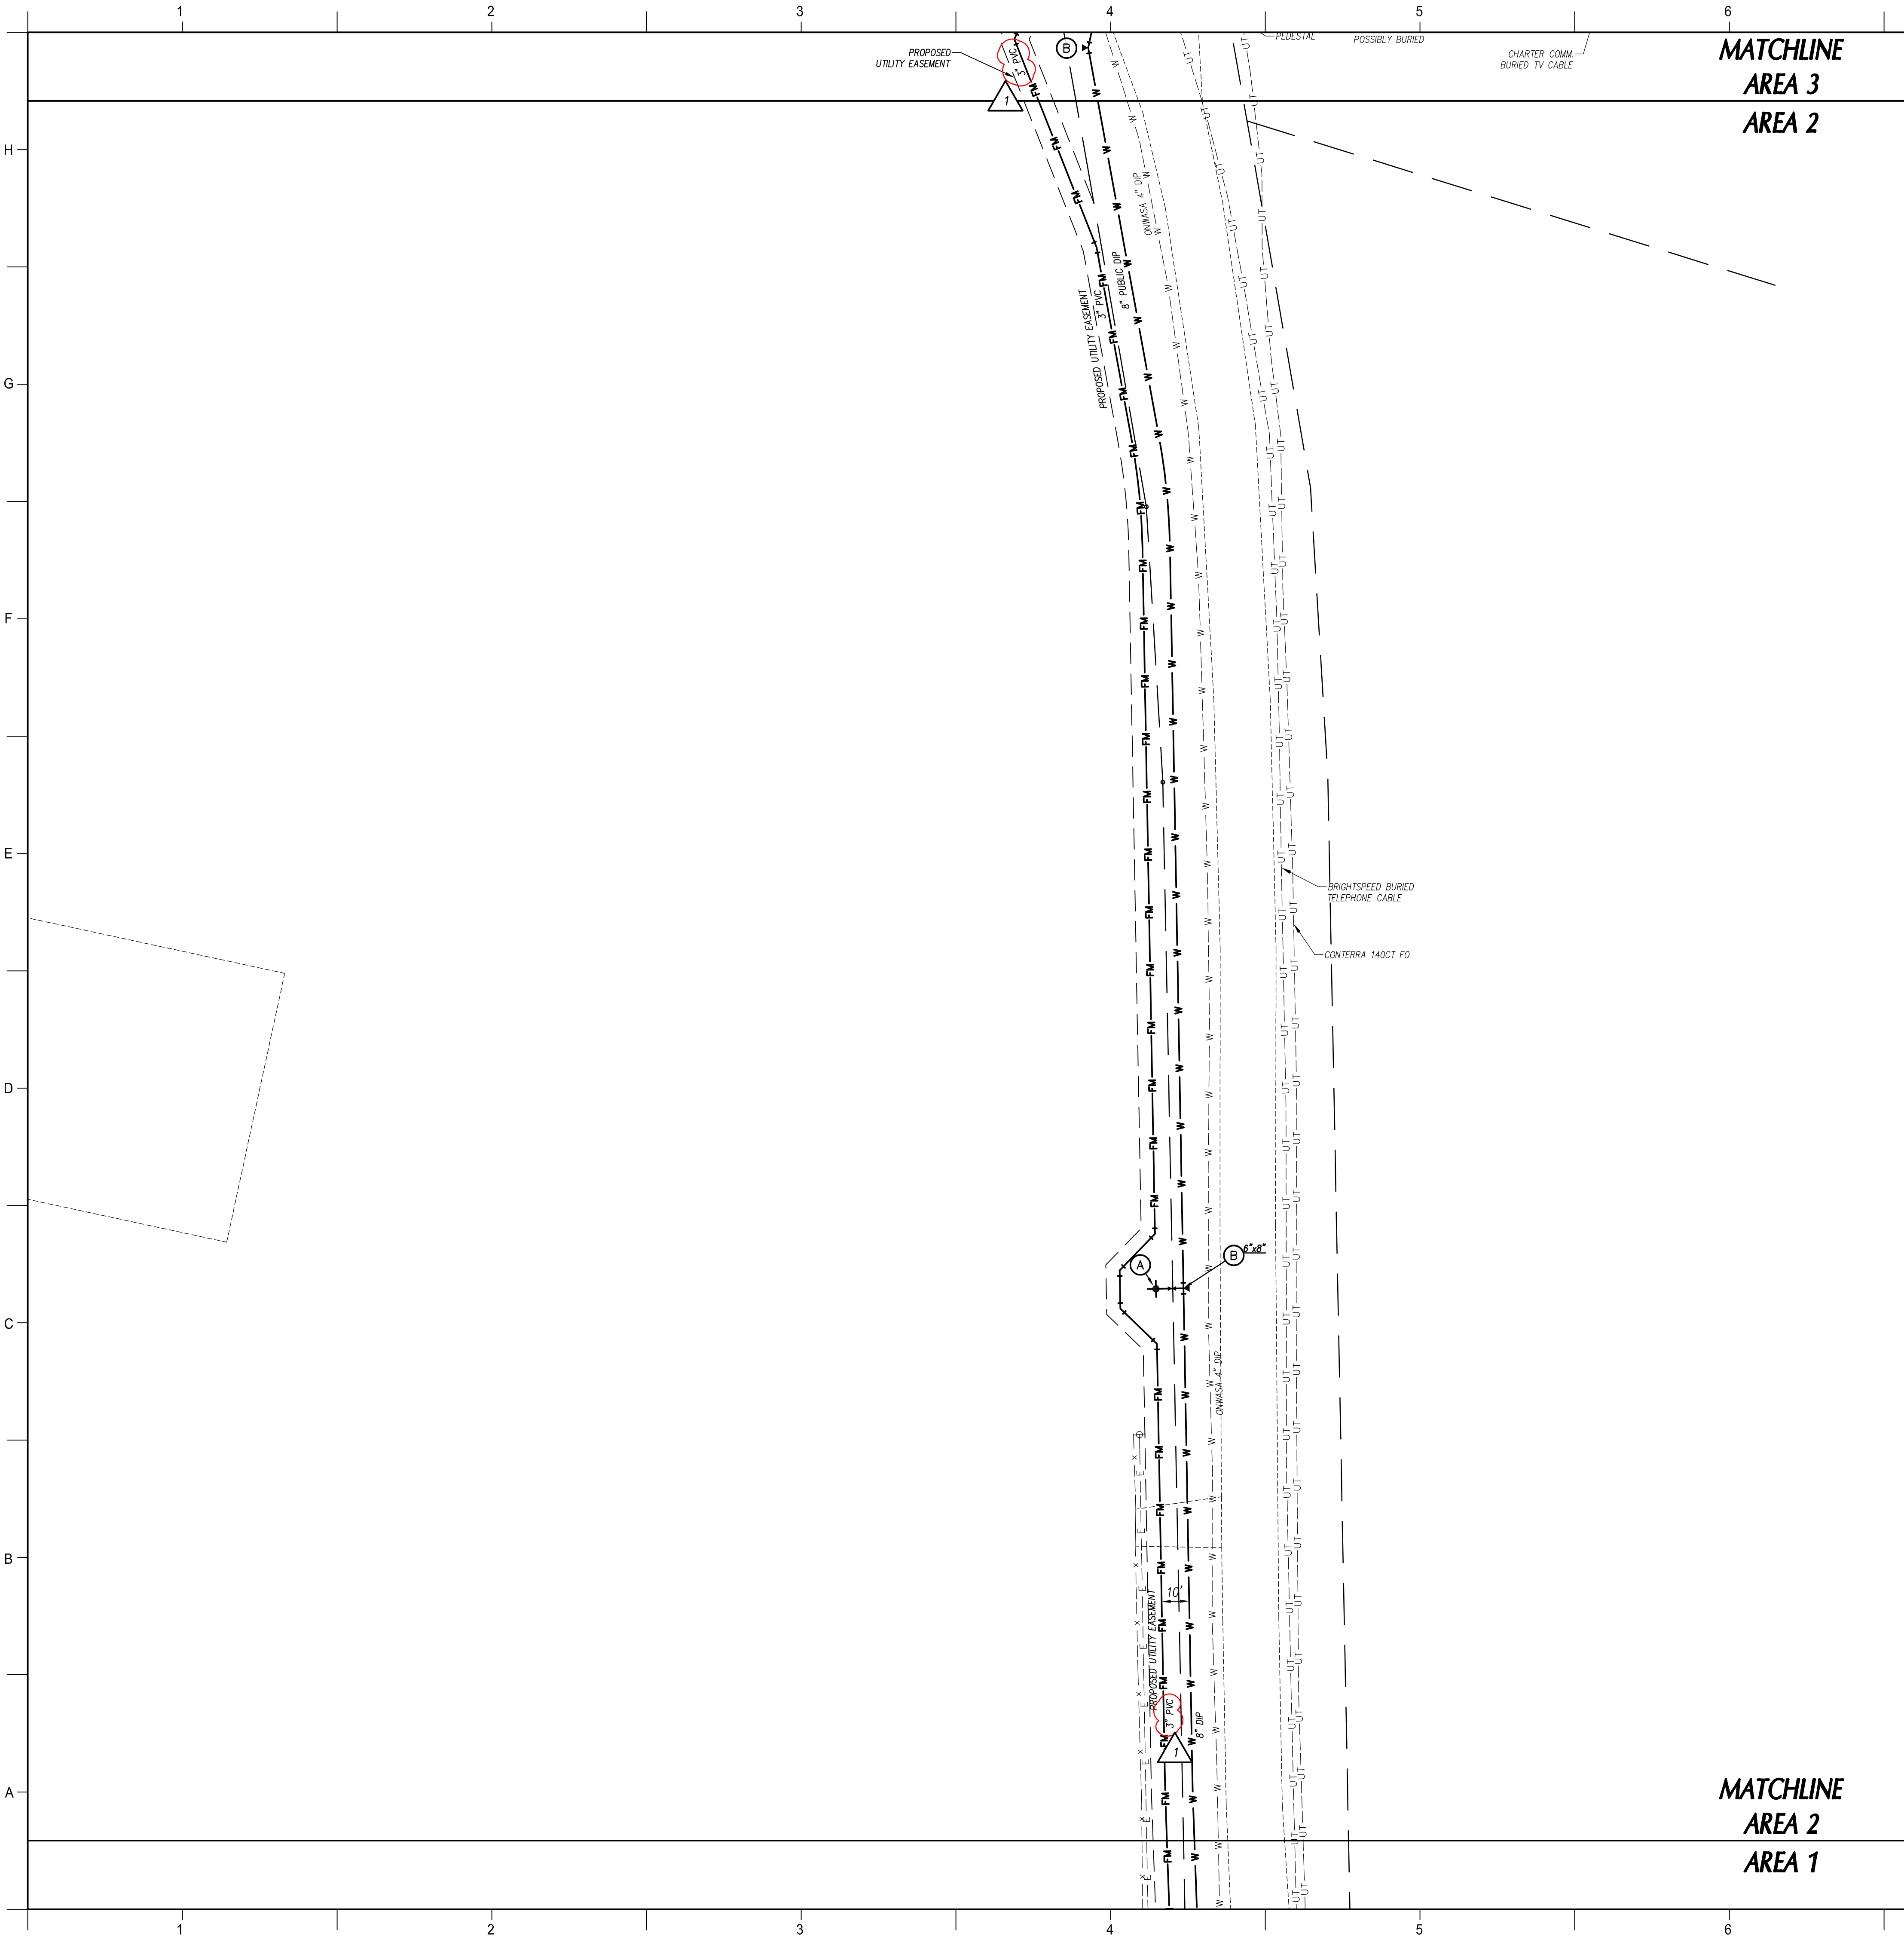 1 2 3 4 5 6
PROPOSED
UTILITY EASEMENT
3" PVC
B
PEDESTAL
POSSIBLY BURIED
CHARTER COMM.
BURIED TV CABLE
MATCHLINE
AREA 3
AREA 2
1
H
G
F
E
D
C
B
A
ONWASA 4" DIP
8" PUBLIC DIP
3" PVC
PROPOSED UTILITY EASEMENT
FM
W
UT
BRIGHTSPEED BURIED
TELEPHONE CABLE
CONTERRA 140CT FO
A
B
6"x8"
ONWASA 4" DIP
X
E
10'
PROPOSED UTILITY EASEMENT
3" PVC
8" DIP
1
MATCHLINE
AREA 2
AREA 1
1 2 3 4 5 6